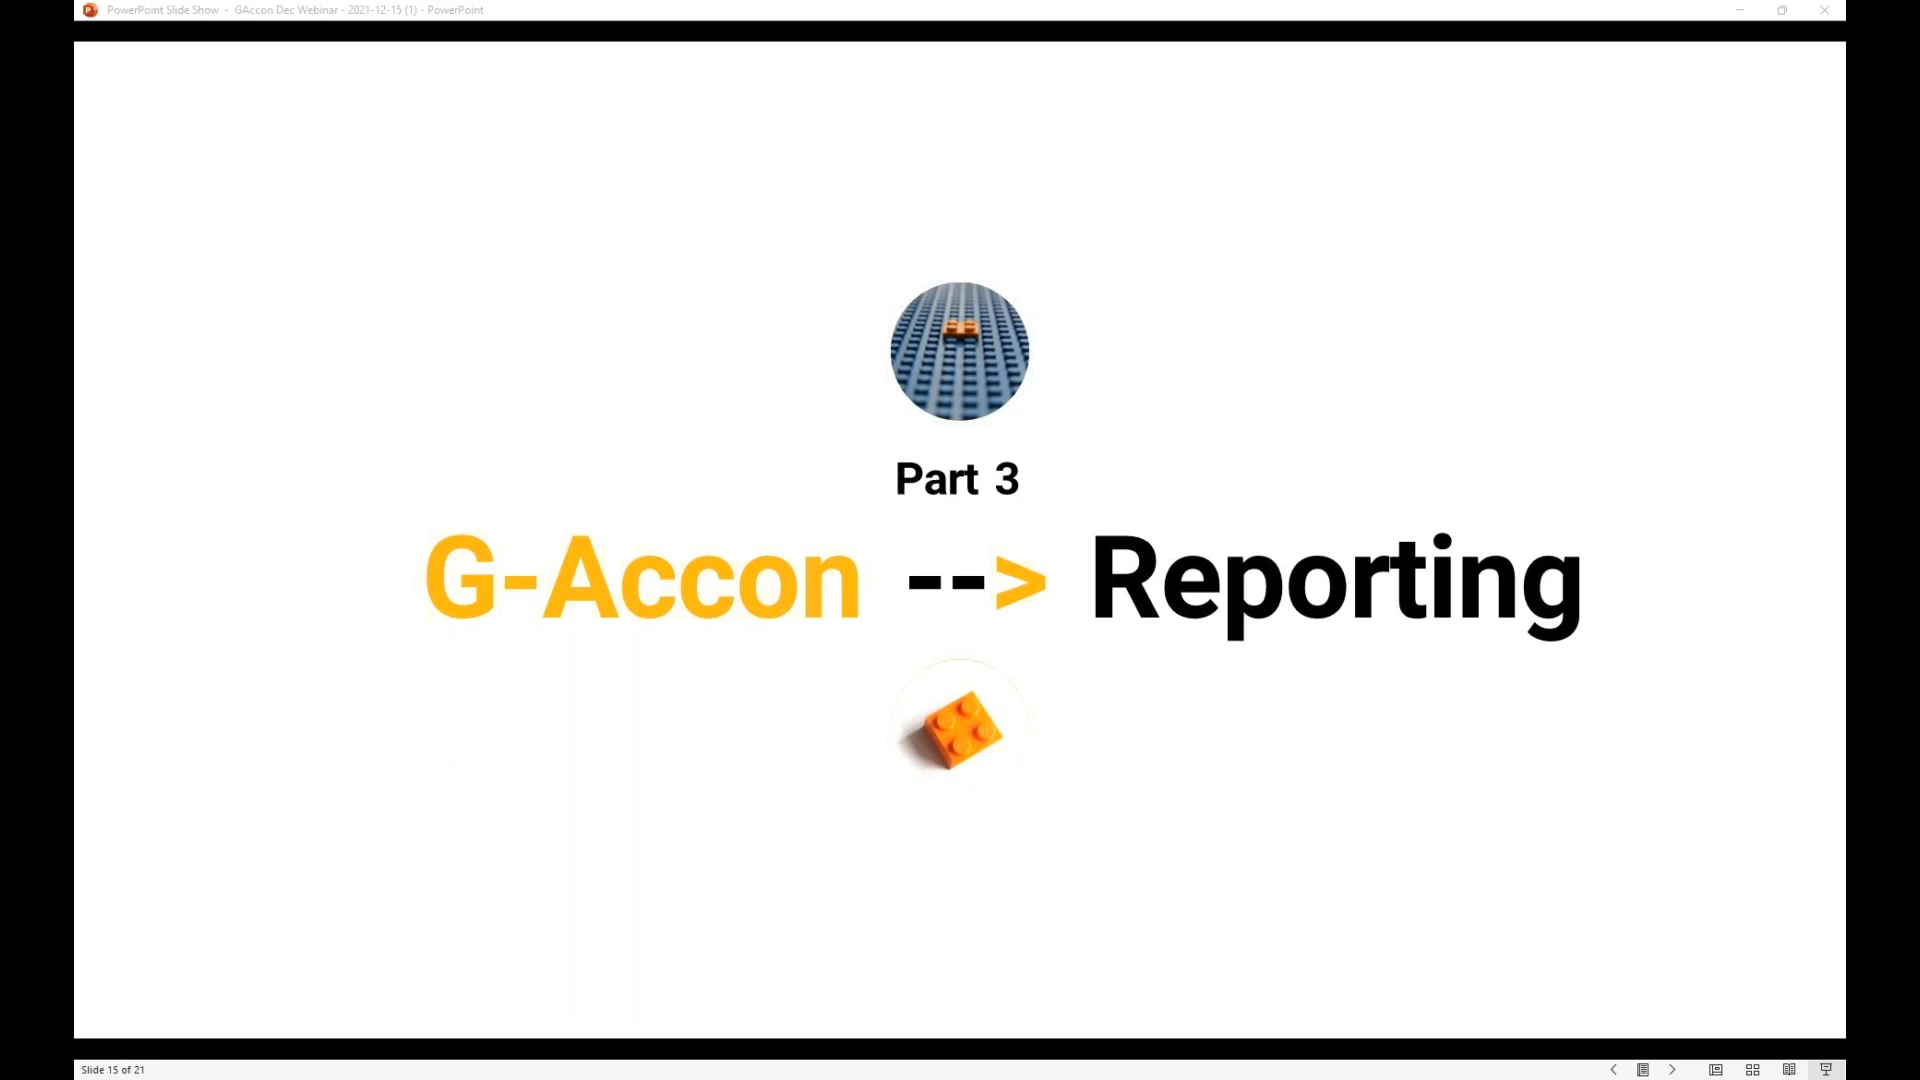 PowerPoint Slide Show - GAccon Dec Webinar - 2021-12-15 (1) - PowerPoint
Part 3
G-Accon --> Reporting
Slide 15 of 21